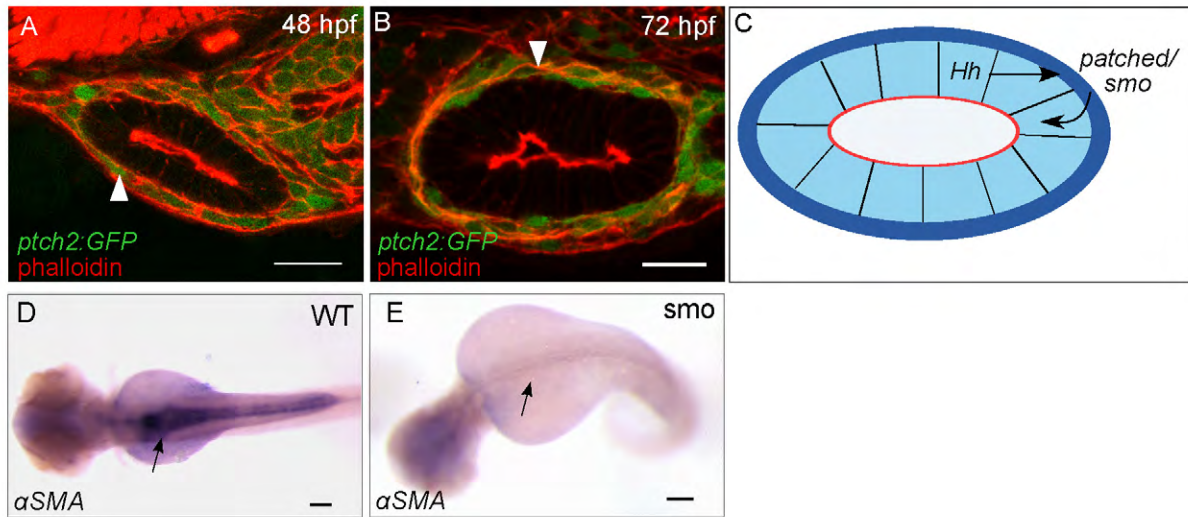 A
48 hpf
ptch2:GFP
phalloidin
B
72 hpf
ptch2:GFP
phalloidin
C
Hh
patched/
smo
D
WT
αSMA
E
smo
αSMA